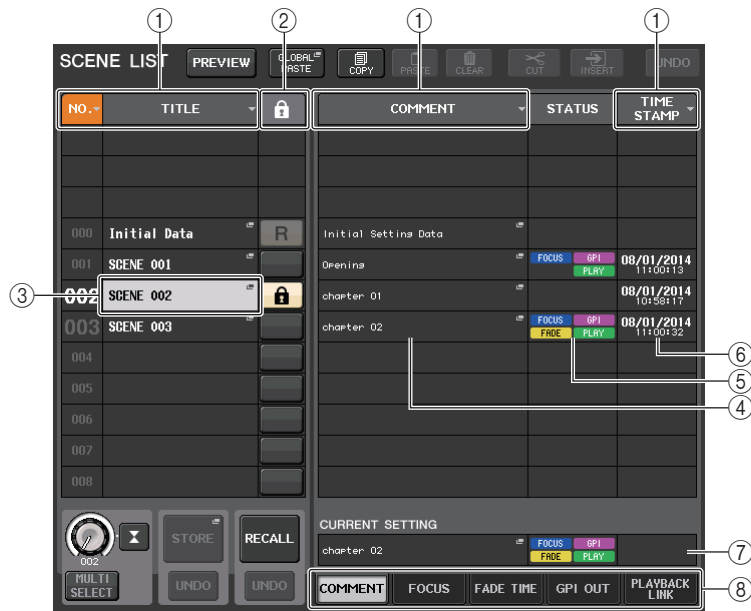 ① ② ① ①
SCENE LIST PREVIEW GLOBAL PASTE COPY PASTE CLEAR CUT INSERT UNDO
NO. TITLE COMMENT STATUS TIME STAMP
000 Initial Data R Initial Setting Data
001 SCENE 001 Opening FOCUS GPI PLAY 08/01/2014 11:00:13
③ 002 SCENE 002 chapter 01 08/01/2014 10:58:17
003 SCENE 003 chapter 02 FOCUS GPI FADE PLAY 08/01/2014 11:00:32
004 ⑥
005 ⑤
006 ④
007
008
CURRENT SETTING
STORE RECALL chapter 02 FOCUS GPI FADE PLAY ⑦
002
MULTI SELECT UNDO UNDO COMMENT FOCUS FADE TIME GPI OUT PLAYBACK LINK ⑧